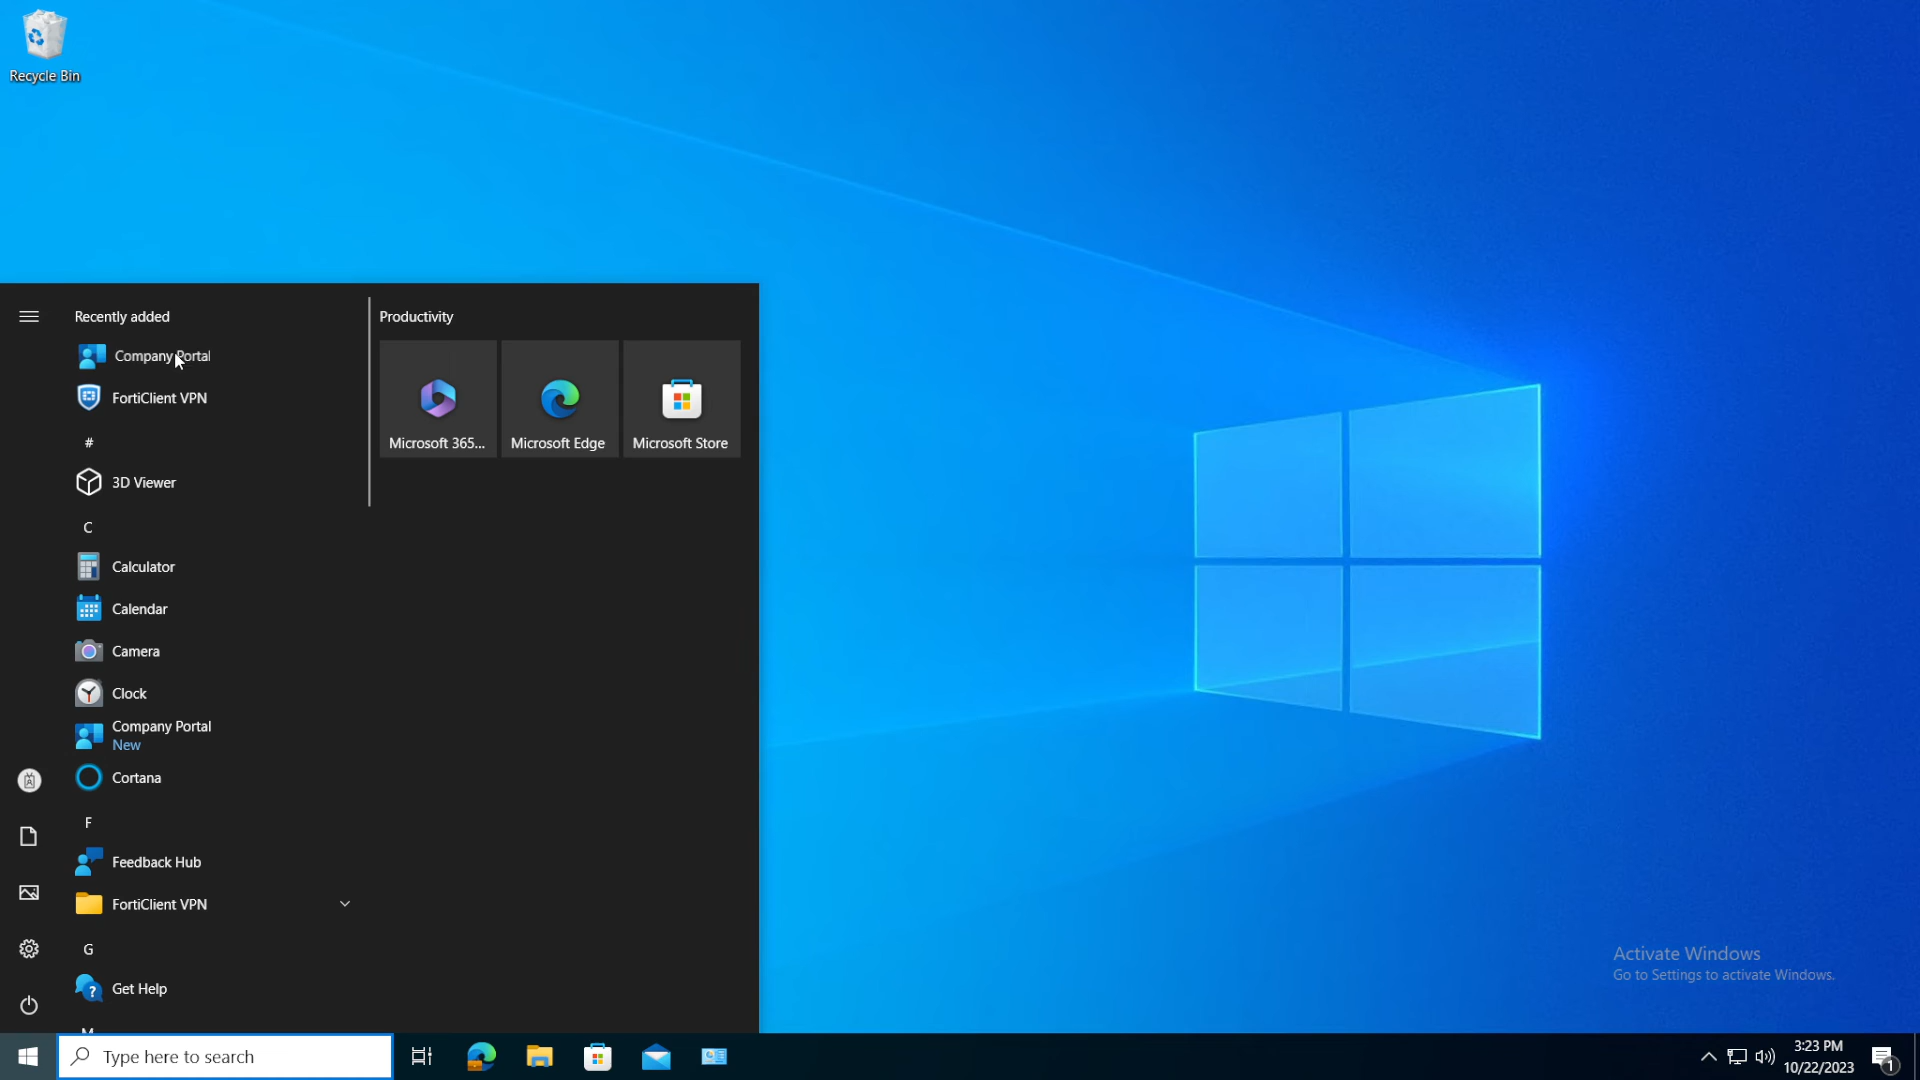 Recycle Bin
Recently added
Company Portal
FortiClient VPN
#
3D Viewer
C
Calculator
Calendar
Camera
Clock
Company Portal
New
Cortana
F
Feedback Hub
FortiClient VPN
G
Get Help
M
Productivity
Microsoft 365...
Microsoft Edge
Microsoft Store
Activate Windows
Go to Settings to activate Windows.
Type here to search
3:23 PM
10/22/2023
1